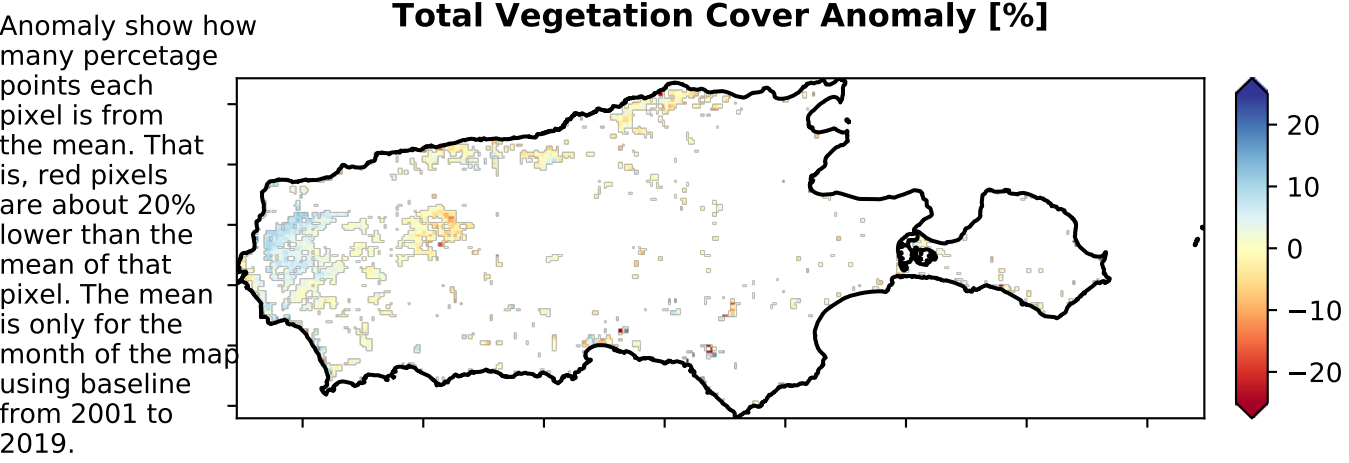 Total Vegetation Cover Anomaly [%]
Anomaly show how
many percetage
points each
pixel is from
the mean. That
is, red pixels
are about 20%
lower than the
mean of that
pixel. The mean
is only for the
month of the map
using baseline
from 2001 to
2019.
20
10
0
−10
−20